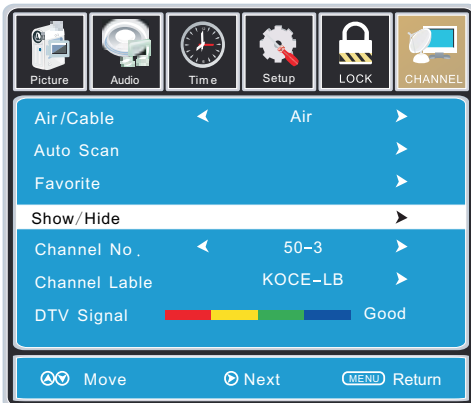 Picture Audio Time Setup LOCK CHANNEL
Air/Cable Air
Auto Scan
Favorite
Show/Hide
Channel No. 50-3
Channel Lable KOCE-LB
DTV Signal Good
Move Next MENU Return